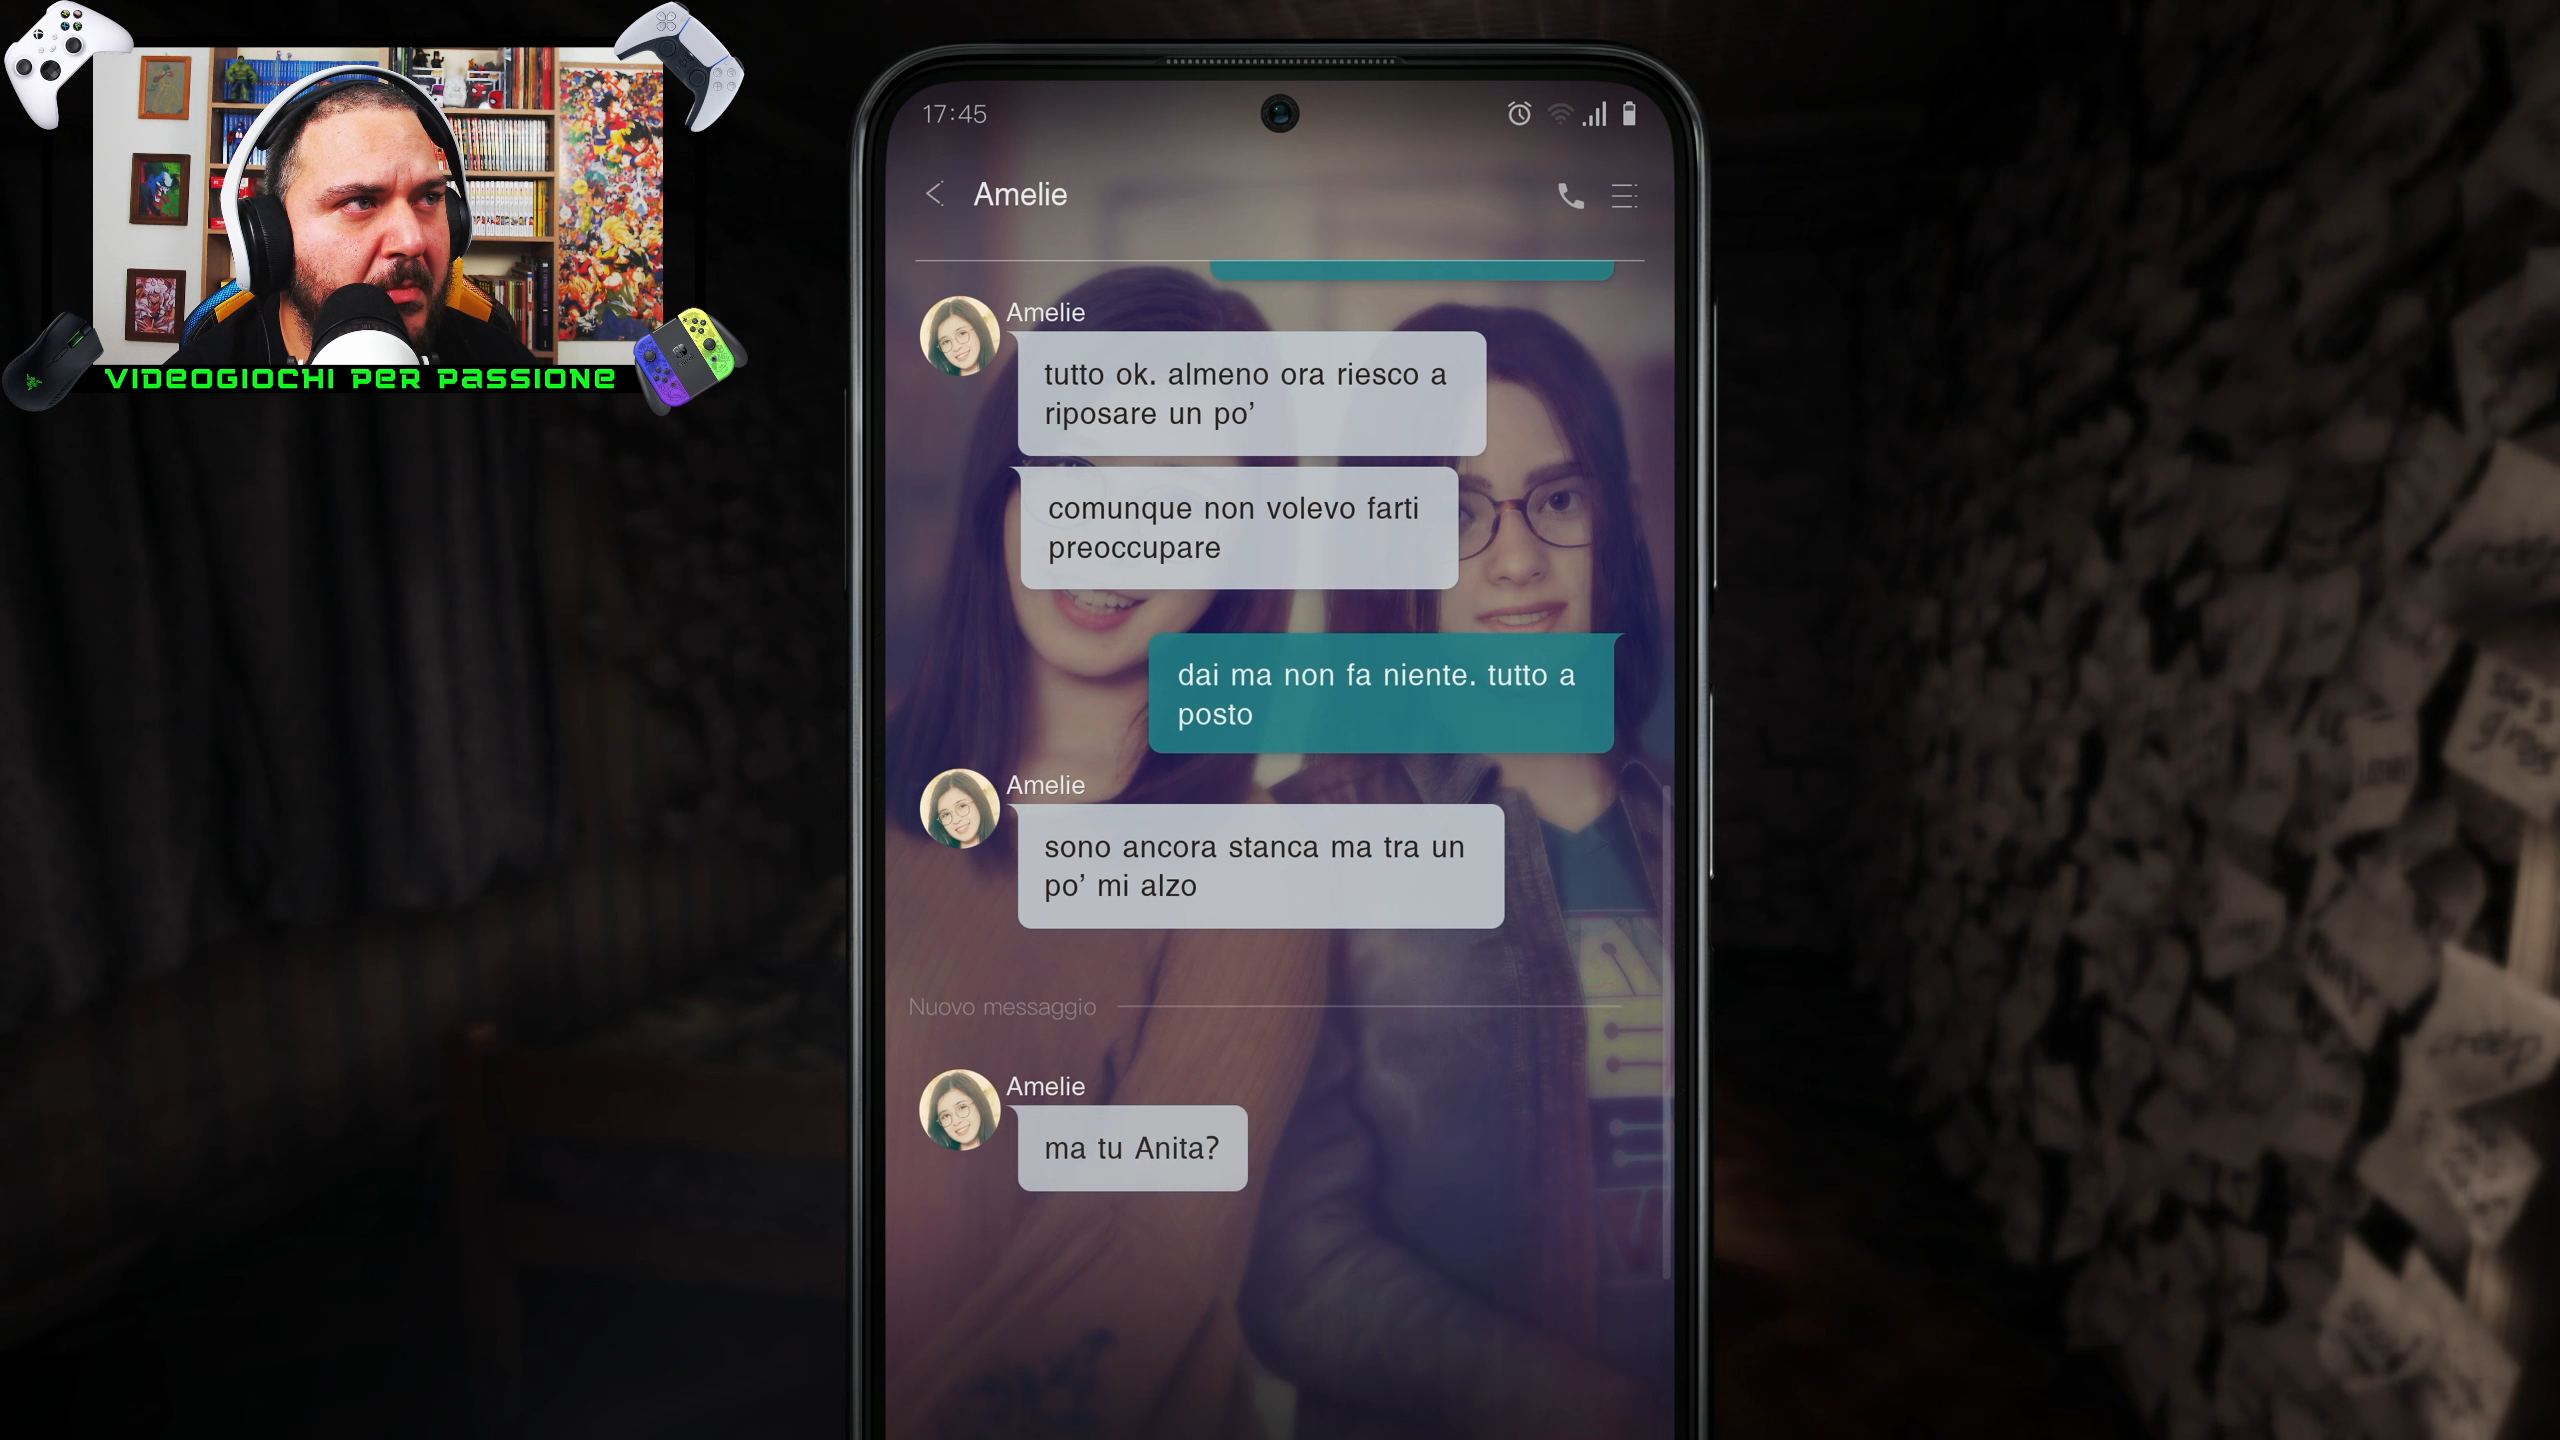 VIDEOGIOCHI PER PASSIONE
17:45
Amelie
Amelie
tutto ok. almeno ora riesco a
riposare un po’
comunque non volevo farti
preoccupare
dai ma non fa niente. tutto a
posto
Amelie
sono ancora stanca ma tra un
po’ mi alzo
Nuovo messaggio
Amelie
ma tu Anita?